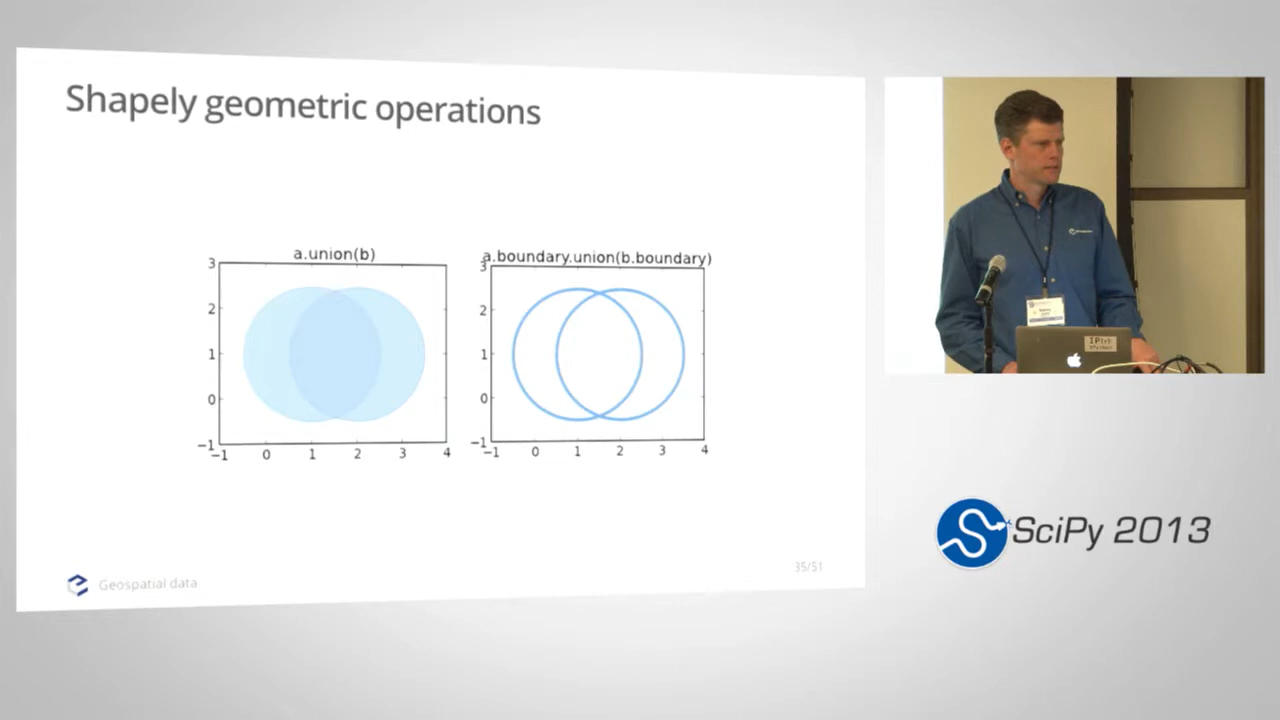 Shapely geometric operations
a.union(b)
3
2
1
0
−1
−1 0 1 2 3 4
a.boundary.union(b.boundary)
3
2
1
0
−1
−1 0 1 2 3 4
35/51
Geospatial data
IP[y]:
SciPy 2013